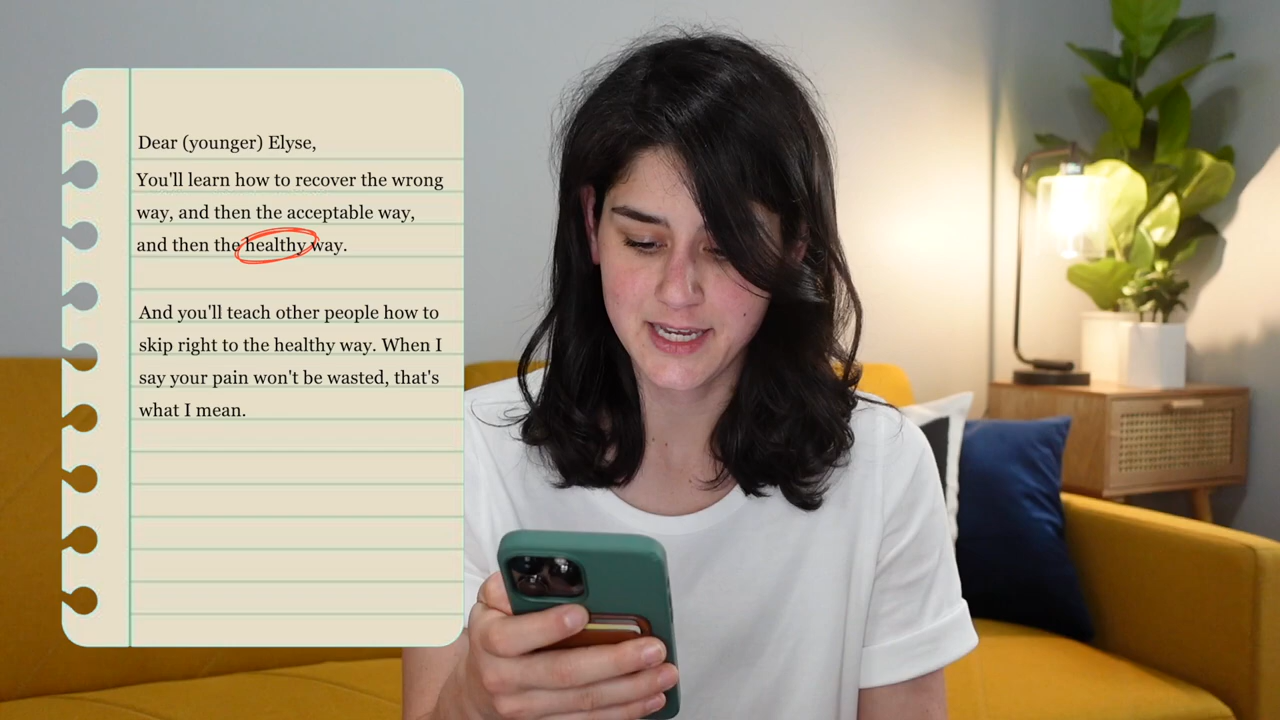 Dear (younger) Elyse,
You'll learn how to recover the wrong
way, and then the acceptable way,
and then the healthy way.
And you'll teach other people how to
skip right to the healthy way. When I
say your pain won't be wasted, that's
what I mean.